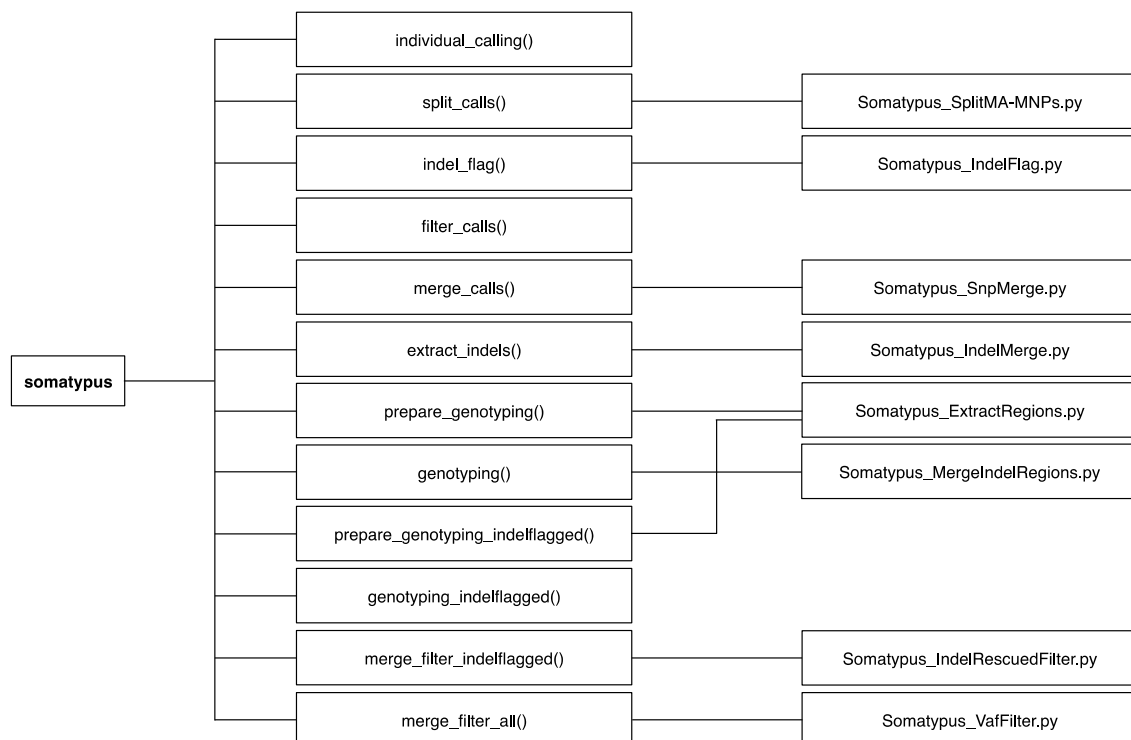 individual_calling()
split_calls()
Somatypus_SplitMA-MNPs.py
indel_flag()
Somatypus_IndelFlag.py
filter_calls()
merge_calls()
Somatypus_SnpMerge.py
extract_indels()
Somatypus_IndelMerge.py
somatypus
prepare_genotyping()
Somatypus_ExtractRegions.py
genotyping()
Somatypus_MergeIndelRegions.py
prepare_genotyping_indelflagged()
genotyping_indelflagged()
merge_filter_indelflagged()
Somatypus_IndelRescuedFilter.py
merge_filter_all()
Somatypus_VafFilter.py